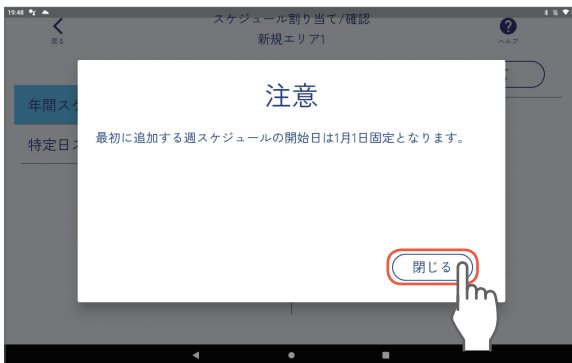 19:48
スケジュール割り当て/確認
戻る
新規エリア1
ヘルプ
年間スケ
特定日ス
注意
最初に追加する週スケジュールの開始日は1月1日固定となります。
閉じる